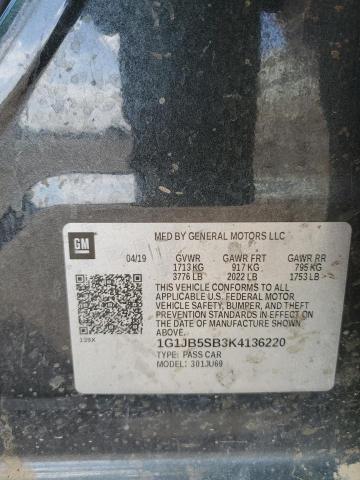 GM
MFD BY GENERAL MOTORS LLC
04/19 GVWR GAWR FRT GAWR RR
1713 KG 917 KG 795 KG
3776 LB 2022 LB 1753 LB
THIS VEHICLE CONFORMS TO ALL
APPLICABLE U.S. FEDERAL MOTOR
VEHICLE SAFETY, BUMPER, AND THEFT
PREVENTION STANDARDS IN EFFECT ON
THE DATE OF MANUFACTURE SHOWN
ABOVE.
1G1JB5SB3K4136220
TYPE: PASS CAR
MODEL: 301JU69